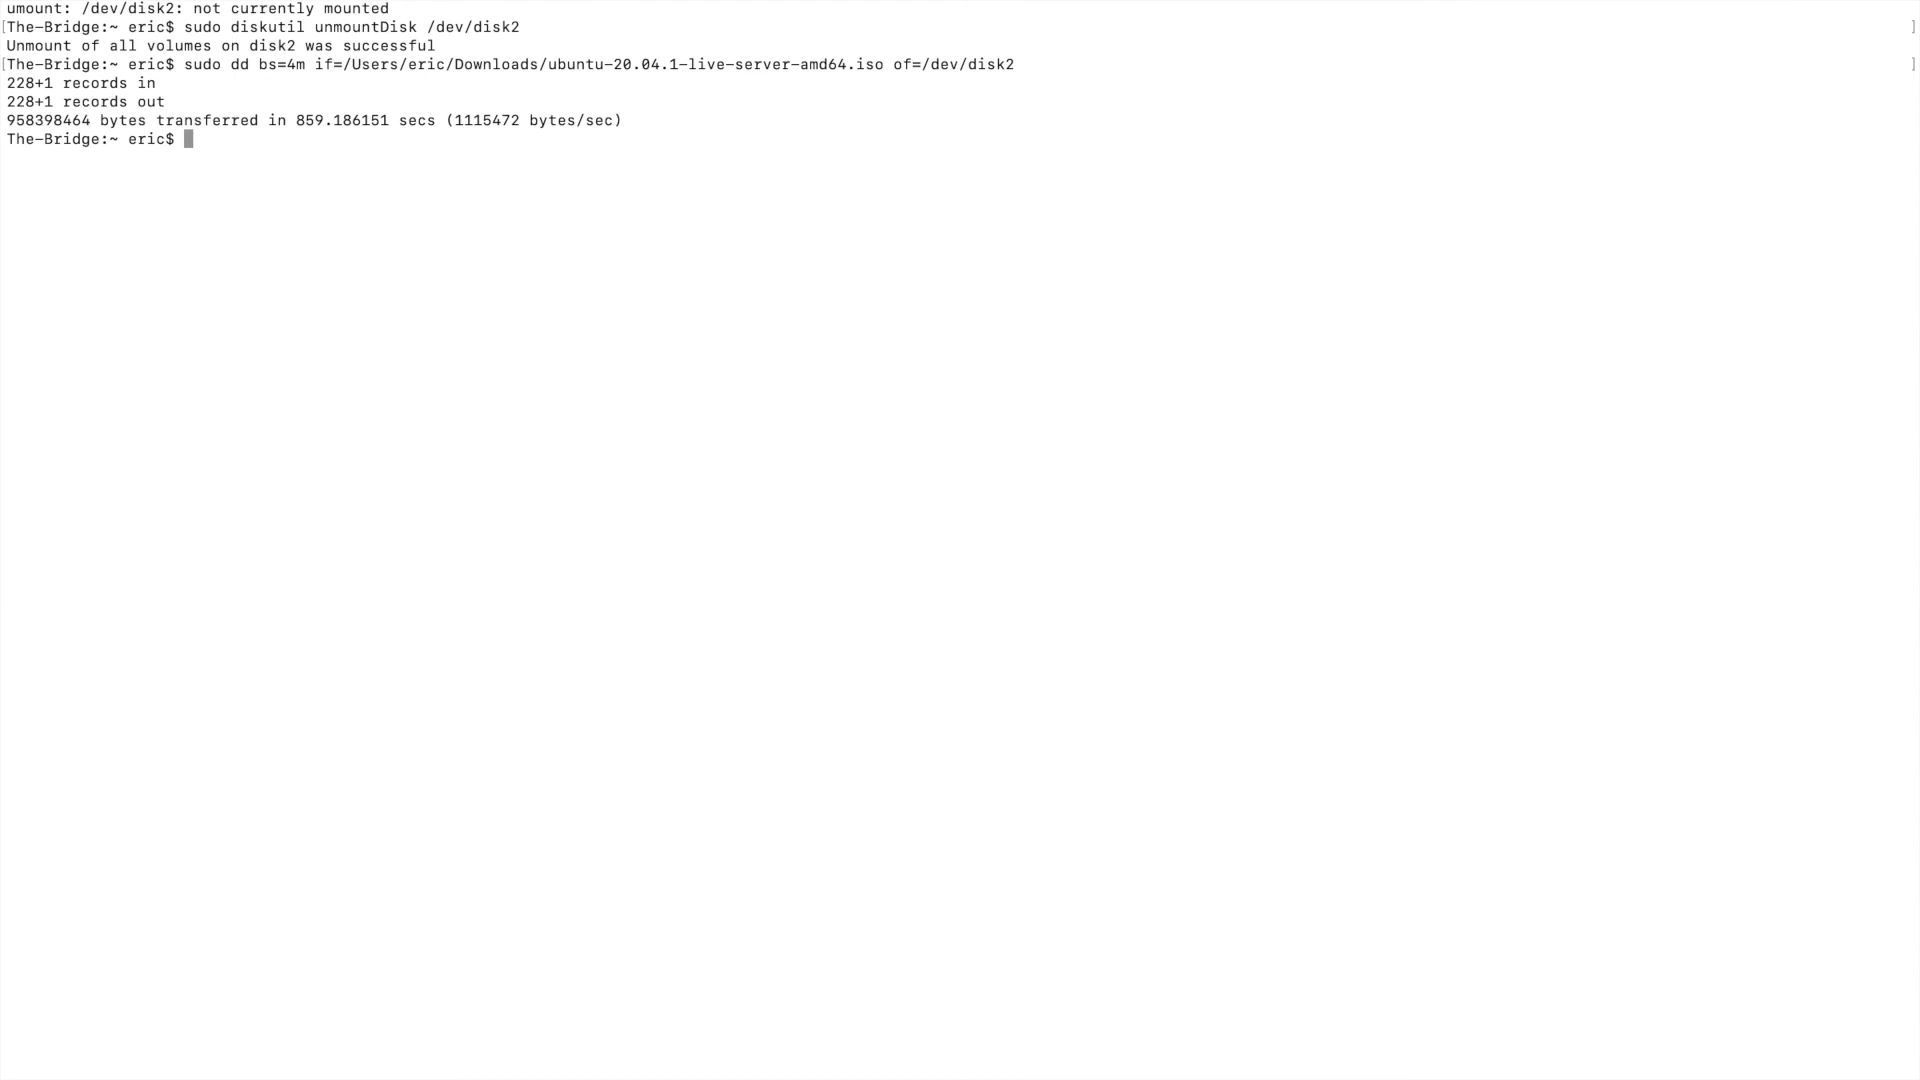 umount: /dev/disk2: not currently mounted
[The-Bridge:~ eric$ sudo diskutil unmountDisk /dev/disk2 ]
Unmount of all volumes on disk2 was successful
[The-Bridge:~ eric$ sudo dd bs=4m if=/Users/eric/Downloads/ubuntu-20.04.1-live-server-amd64.iso of=/dev/disk2 ]
228+1 records in
228+1 records out
958398464 bytes transferred in 859.186151 secs (1115472 bytes/sec)
The-Bridge:~ eric$